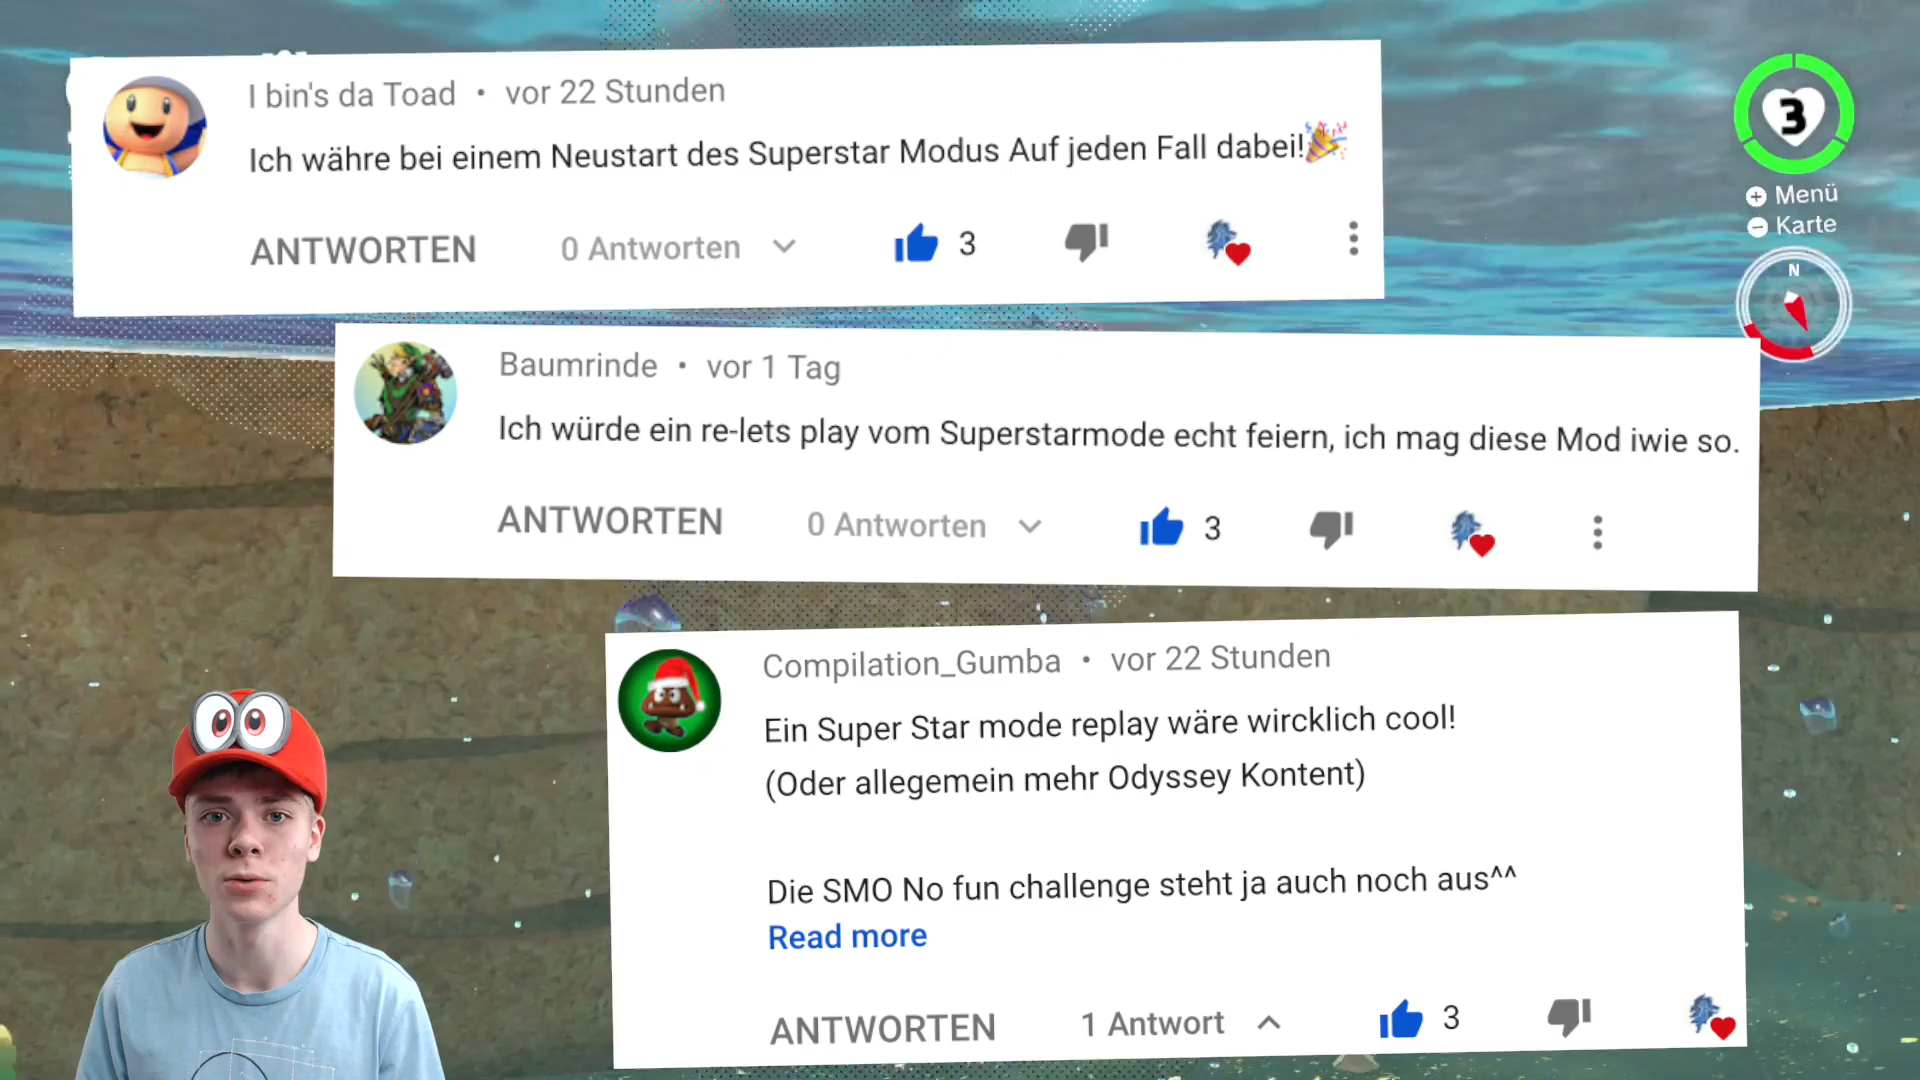 I bin's da Toad • vor 22 Stunden
Ich währe bei einem Neustart des Superstar Modus Auf jeden Fall dabei!🎉
ANTWORTEN 0 Antworten 3
3
Menü
Karte
N
Baumrinde • vor 1 Tag
Ich würde ein re-lets play vom Superstarmode echt feiern, ich mag diese Mod iwie so.
ANTWORTEN 0 Antworten 3
Compilation_Gumba • vor 22 Stunden
Ein Super Star mode replay wäre wircklich cool!
(Oder allegemein mehr Odyssey Kontent)
Die SMO No fun challenge steht ja auch noch aus^^
Read more
ANTWORTEN 1 Antwort 3